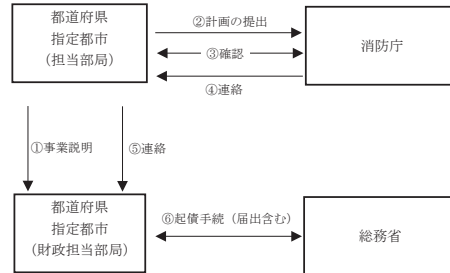 都道府県
指定都市
（担当部局）
②計画の提出
③確認
④連絡
消防庁
①事業説明
⑤連絡
都道府県
指定都市
（財政担当部局）
⑥起債手続（届出含む）
総務省